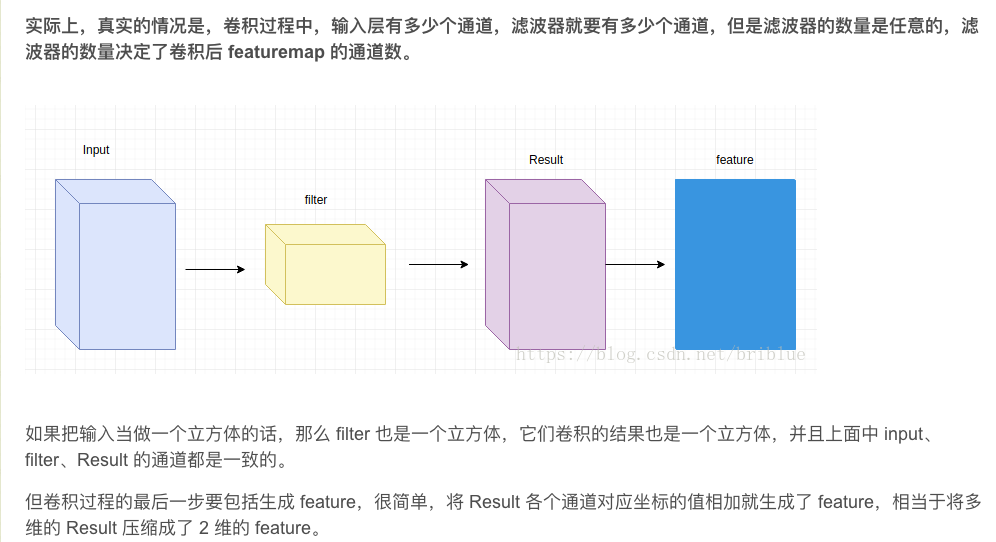 实际上，真实的情况是，卷积过程中，输入层有多少个通道，滤波器就要有多少个通道，但是滤波器的数量是任意的，滤
波器的数量决定了卷积后 featuremap 的通道数。
Input
filter
Result
feature
https://blog.csdn.net/briblue
如果把输入当做一个立方体的话，那么 filter 也是一个立方体，它们卷积的结果也是一个立方体，并且上面中 input、
filter、Result 的通道都是一致的。
但卷积过程的最后一步要包括生成 feature，很简单，将 Result 各个通道对应坐标的值相加就生成了 feature，相当于将多
维的 Result 压缩成了 2 维的 feature。